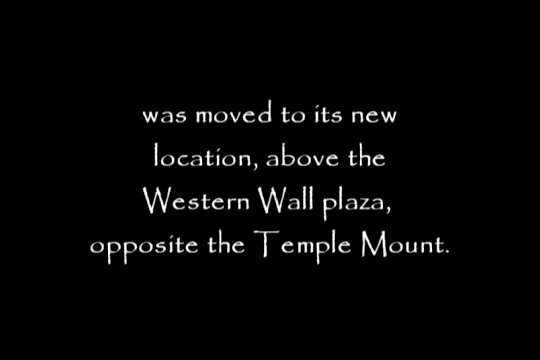 was moved to its new
location, above the
Western Wall plaza,
opposite the Temple Mount.